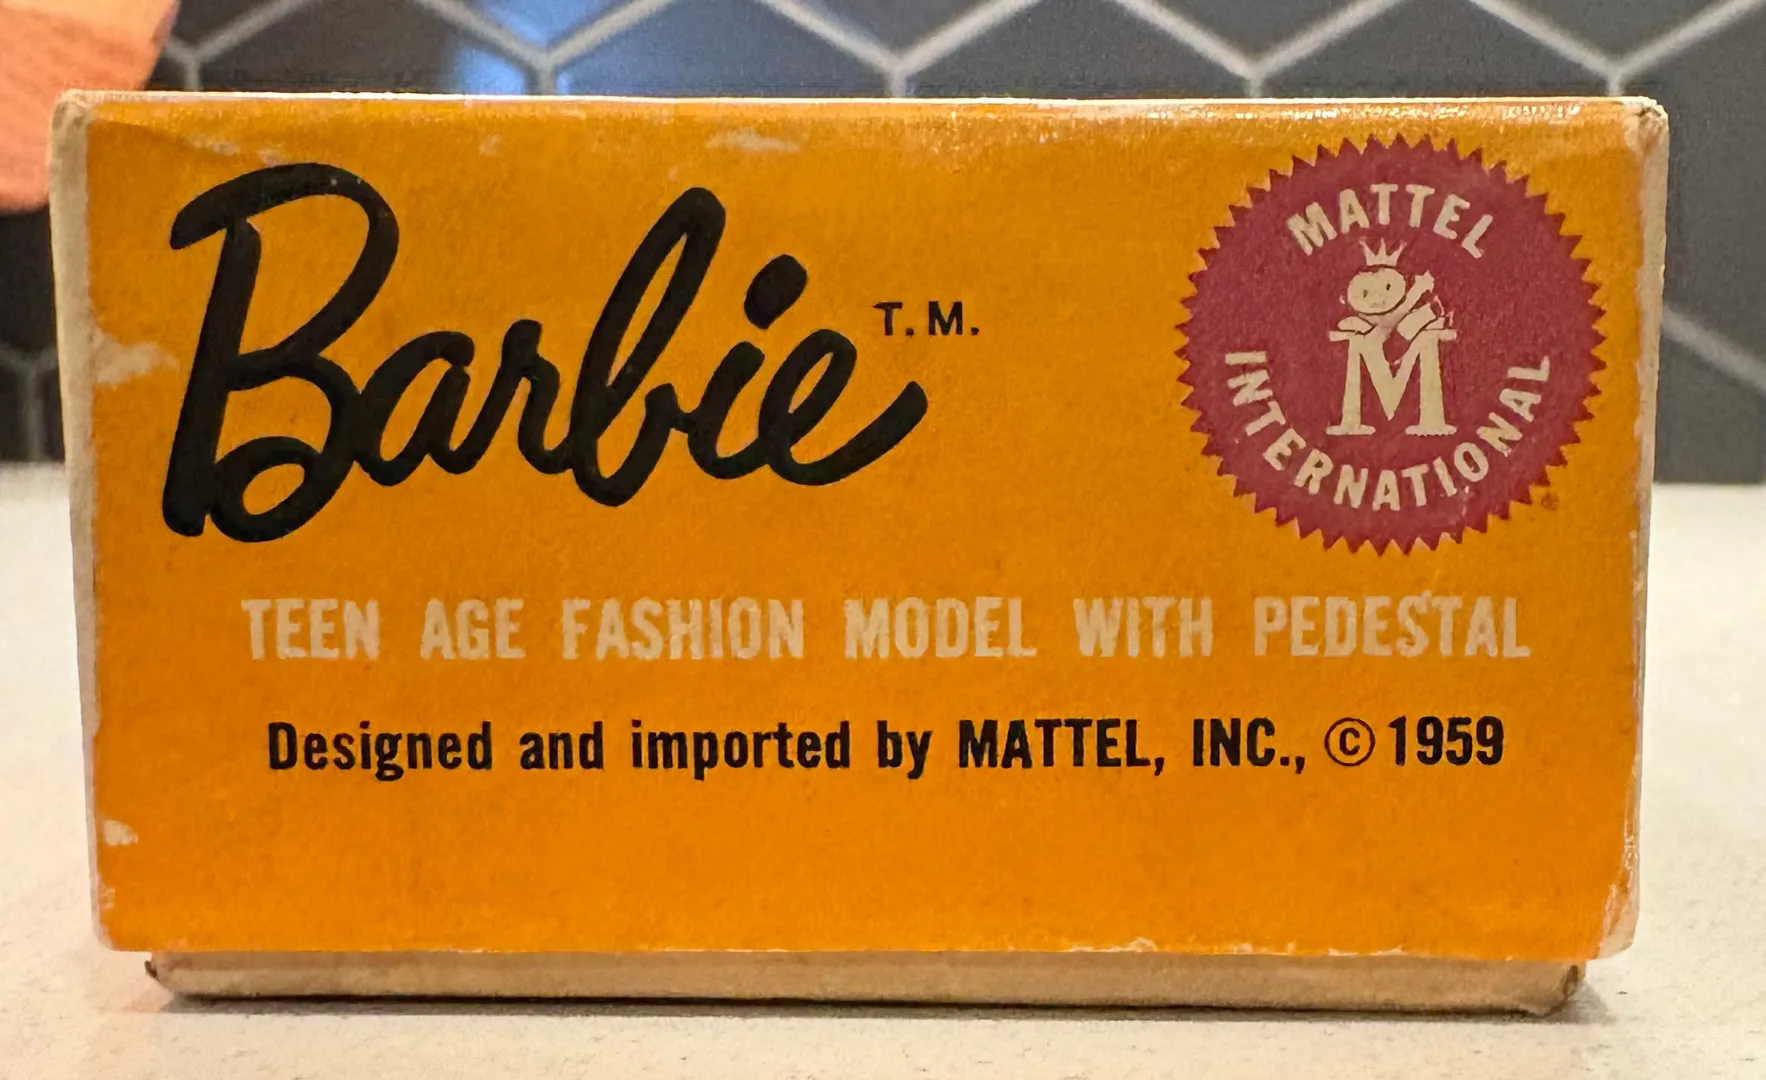 Barbie T.M.
MATTEL
M
INTERNATIONAL
TEEN AGE FASHION MODEL WITH PEDESTAL
Designed and imported by MATTEL, INC., © 1959